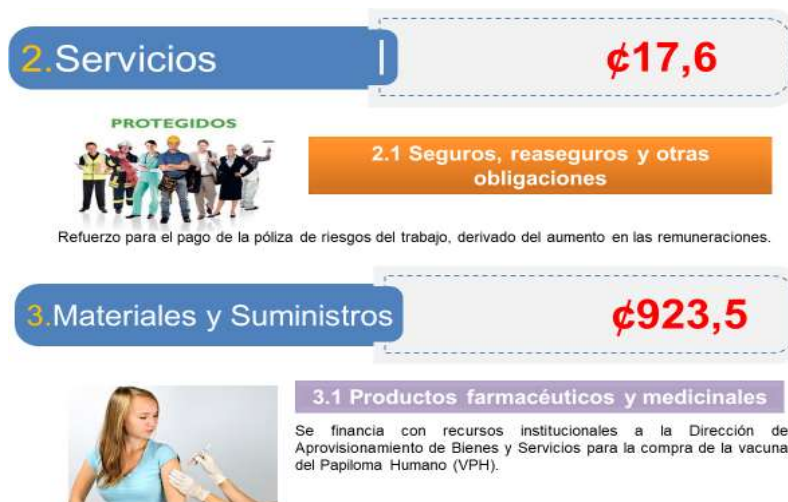 2.Servicios
¢17,6
PROTEGIDOS
2.1 Seguros, reaseguros y otras
obligaciones
Refuerzo para el pago de la póliza de riesgos del trabajo, derivado del aumento en las remuneraciones.
3.Materiales y Suministros
¢923,5
3.1 Productos farmacéuticos y medicinales
Se financia con recursos institucionales a la Dirección de
Aprovisionamiento de Bienes y Servicios para la compra de la vacuna
del Papiloma Humano (VPH).